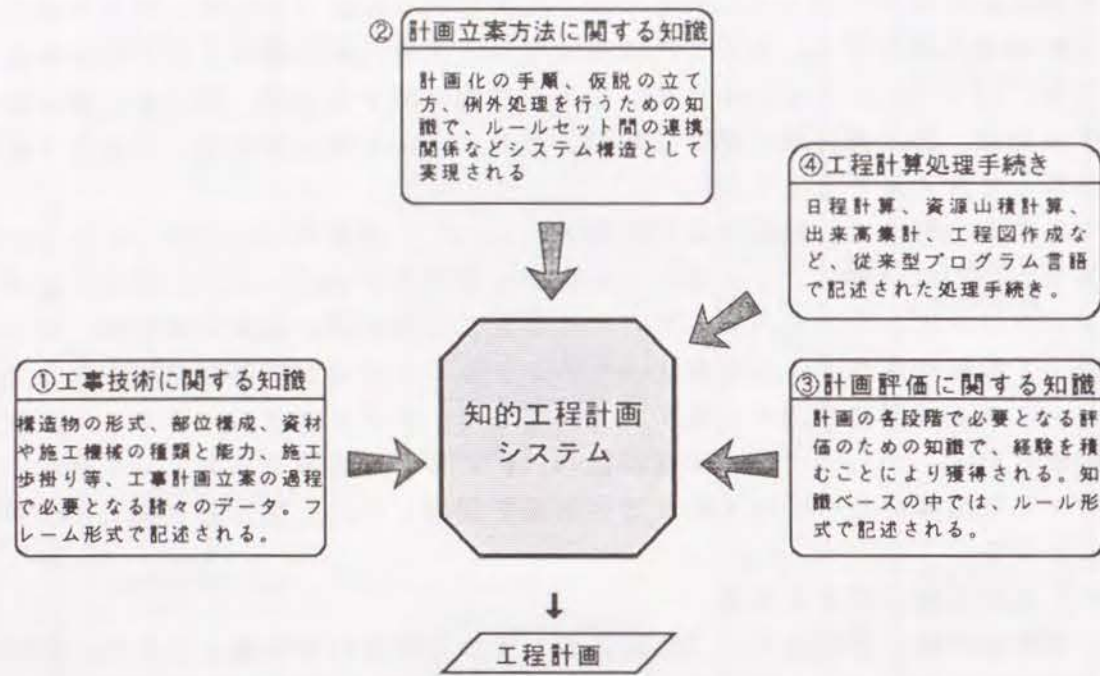 ② 計画立案方法に関する知識
計画化の手順、仮説の立て
方、例外処理を行うための知
識で、ルールセット間の連携
関係などシステム構造として
実現される
④工程計算処理手続き
日程計算、資源山積計算、
出来高集計、工程図作成な
ど、従来型プログラム言語
で記述された処理手続き。
①工事技術に関する知識
構造物の形式、部位構成、資材
や施工機械の種類と能力、施工
歩掛り等、工事計画立案の過程
で必要となる諸々のデータ。フ
レーム形式で記述される。
知的工程計画
システム
③計画評価に関する知識
計画の各段階で必要となる評
価のための知識で、経験を積
むことにより獲得される。知
識ベースの中では、ルール形
式で記述される。
工程計画